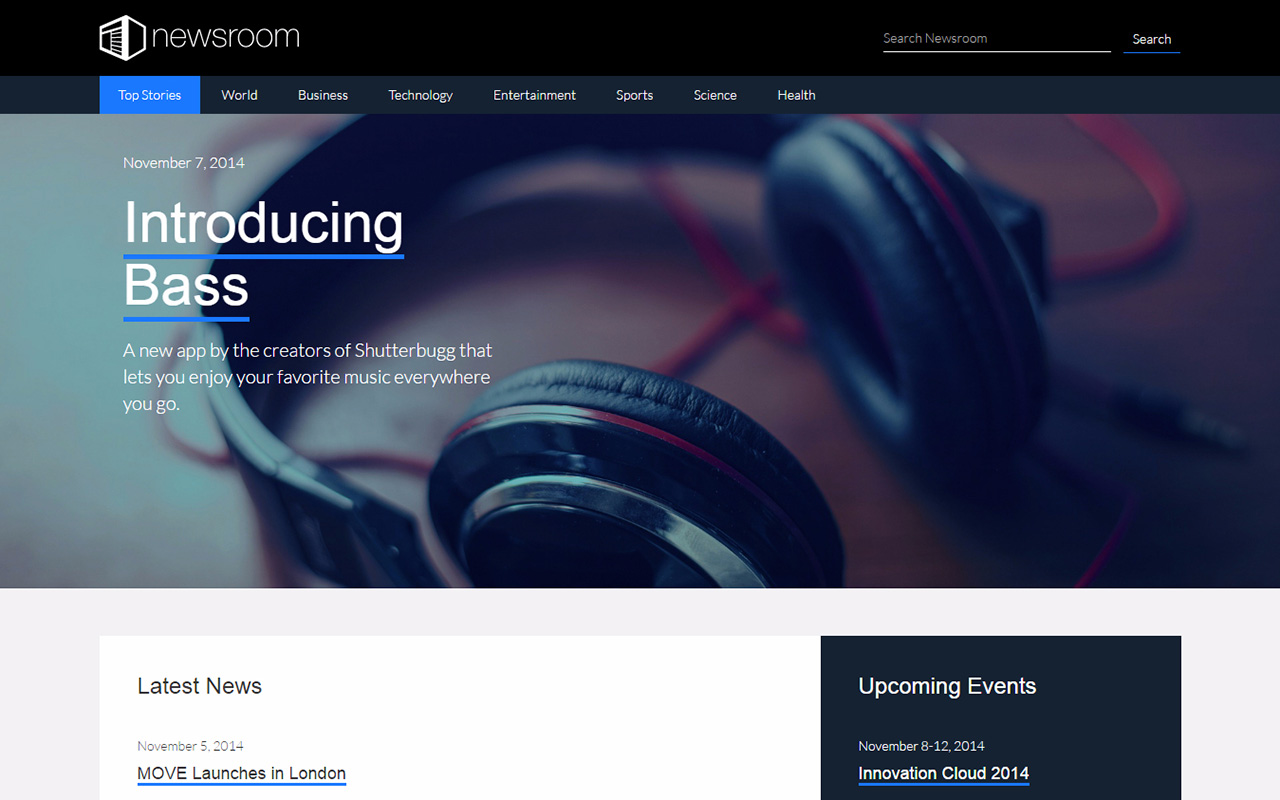 newsroom
Search Newsroom
Search
Top Stories
World
Business
Technology
Entertainment
Sports
Science
Health
November 7, 2014
Introducing
Bass
A new app by the creators of Shutterbugg that
lets you enjoy your favorite music everywhere
you go.
Latest News
November 5, 2014
MOVE Launches in London
Upcoming Events
November 8-12, 2014
Innovation Cloud 2014